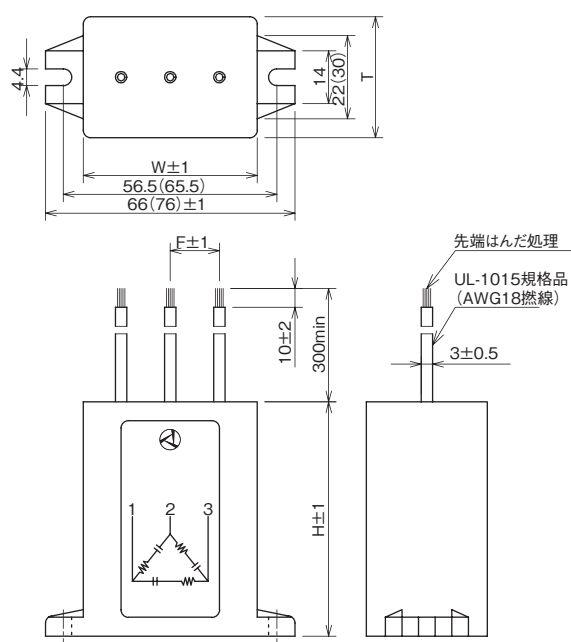 4.4
14
22(30)
T
W±1
56.5(65.5)
66(76)±1
F±1
10±2
300min
先端はんだ処理
UL-1015規格品
(AWG18撚線)
3±0.5
H±1
1 2 3